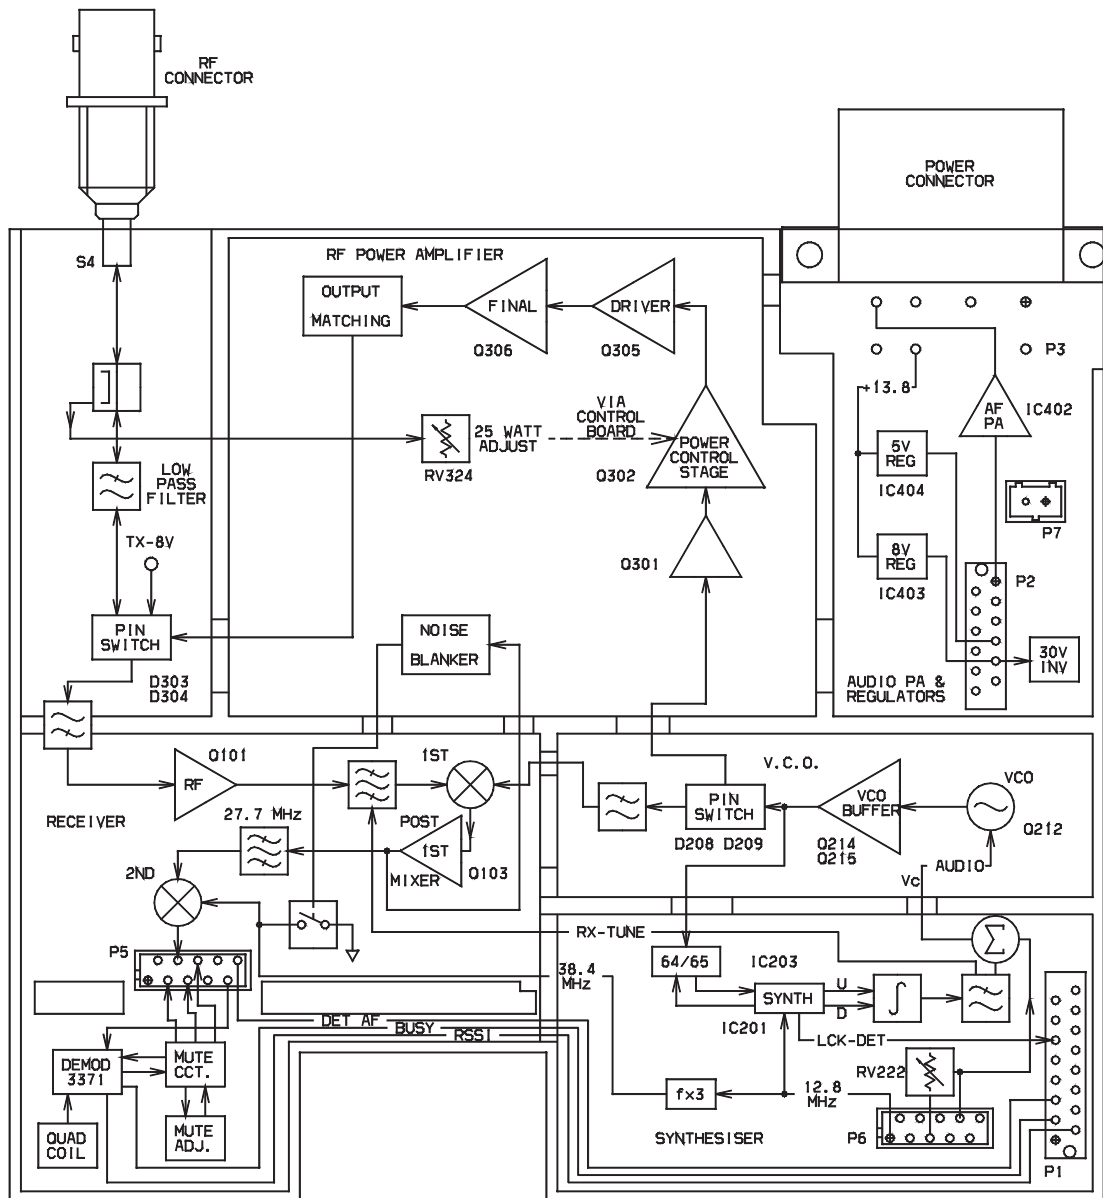 RF
CONNECTOR
POWER
CONNECTOR
S4
RF POWER AMPLIFIER
OUTPUT
MATCHING
FINAL
Q306
DRIVER
Q305
P3
+13.8
AF
PA
IC402
VIA
CONTROL
BOARD
25 WATT
ADJUST
RV324
POWER
CONTROL
STAGE
Q302
5V
REG
IC404
LOW
PASS
FILTER
P7
TX-8V
Q301
8V
REG
IC403
P2
PIN
SWITCH
D303
D304
NOISE
BLANKER
30V
INV
AUDIO PA &
REGULATORS
Q101
RF
1ST
V.C.O.
VCO
RECEIVER
27.7 MHz
POST
1ST
MIXER
Q103
PIN
SWITCH
D208 D209
VCO
BUFFER
Q214
Q215
Q212
AUDIO
Vc
2ND
P5
RX-TUNE
Σ
38.4
MHz
64/65
IC203
SYNTH
IC201
U
D
∫
DET AF
BUSY
RSSI
LCK-DET
DEMOD
3371
MUTE
CCT.
RV222
fx3
12.8
MHz
QUAD
COIL
MUTE
ADJ.
SYNTHESISER
P6
P1